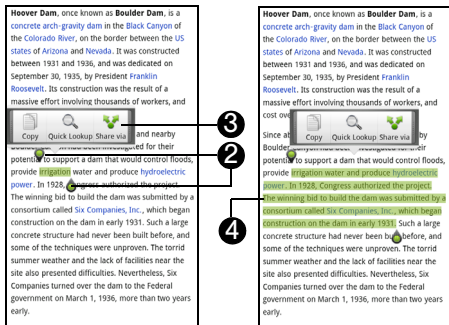 Hoover Dam, once known as Boulder Dam, is a
concrete arch-gravity dam in the Black Canyon of
the Colorado River, on the border between the US
states of Arizona and Nevada. It was constructed
between 1931 and 1936, and was dedicated on
September 30, 1935, by President Franklin
Roosevelt. Its construction was the result of a
massive effort involving thousands of workers, and
Copy Quick Lookup Share via
and nearby
investigated for their
potential to support a dam that would control floods,
provide irrigation water and produce hydroelectric
power. In 1928, Congress authorized the project.
The winning bid to build the dam was submitted by a
consortium called Six Companies, Inc., which began
construction on the dam in early 1931. Such a large
concrete structure had never been built before, and
some of the techniques were unproven. The torrid
summer weather and the lack of facilities near the
site also presented difficulties. Nevertheless, Six
Companies turned over the dam to the Federal
government on March 1, 1936, more than two years
early.
3
2
4
Hoover Dam, once known as Boulder Dam, is a
concrete arch-gravity dam in the Black Canyon of
the Colorado River, on the border between the US
states of Arizona and Nevada. It was constructed
between 1931 and 1936, and was dedicated on
September 30, 1935, by President Franklin
Roosevelt. Its construction was the result of a
massive effort involving thousands of workers, and
cost
Since
Copy Quick Lookup Share via
by
Boulder
their
potential to support a dam that would control floods,
provide irrigation water and produce hydroelectric
power. In 1928, Congress authorized the project.
The winning bid to build the dam was submitted by a
consortium called Six Companies, Inc., which began
construction on the dam in early 1931. Such a large
concrete structure had never been built before, and
some of the techniques were unproven. The torrid
summer weather and the lack of facilities near the
site also presented difficulties. Nevertheless, Six
Companies turned over the dam to the Federal
government on March 1, 1936, more than two years
early.